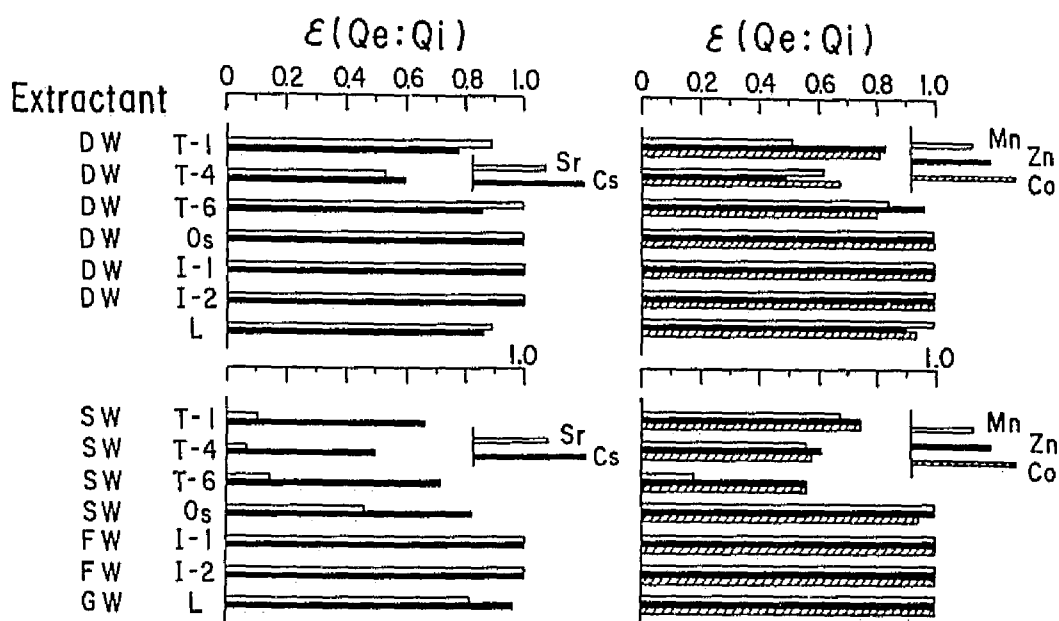 ε(Qe:Qi) ε(Qe:Qi)
0 0.2 0.4 0.6 0.8 1.0 0 0.2 0.4 0.6 0.8 1.0
Extractant
DW T-1 Mn
Sr Zn
DW T-4 Cs Co
DW T-6
DW Os
DW I-1
DW I-2
L
1.0 1.0
SW T-1 Mn
Sr Zn
SW T-4 Cs Co
SW T-6
SW Os
FW I-1
FW I-2
GW L